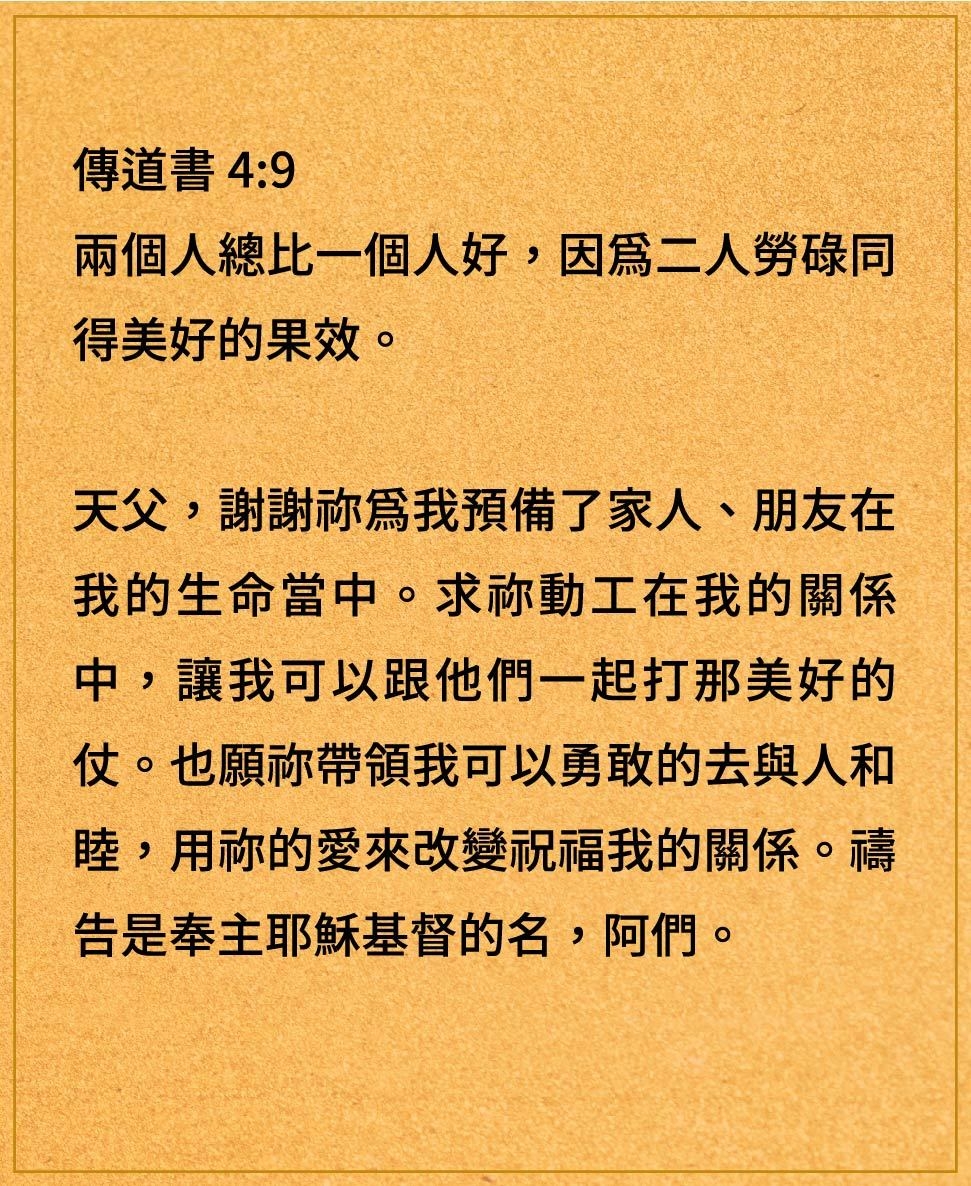 傳道書 4:9
兩個人總比一個人好，因爲二人勞碌同
得美好的果效。
天父，謝謝祢爲我預備了家人、朋友在
我的生命當中。求祢動工在我的關係
中，讓我可以跟他們一起打那美好的
仗。也願祢帶領我可以勇敢的去與人和
睦，用祢的愛來改變祝福我的關係。禱
告是奉主耶穌基督的名，阿們。